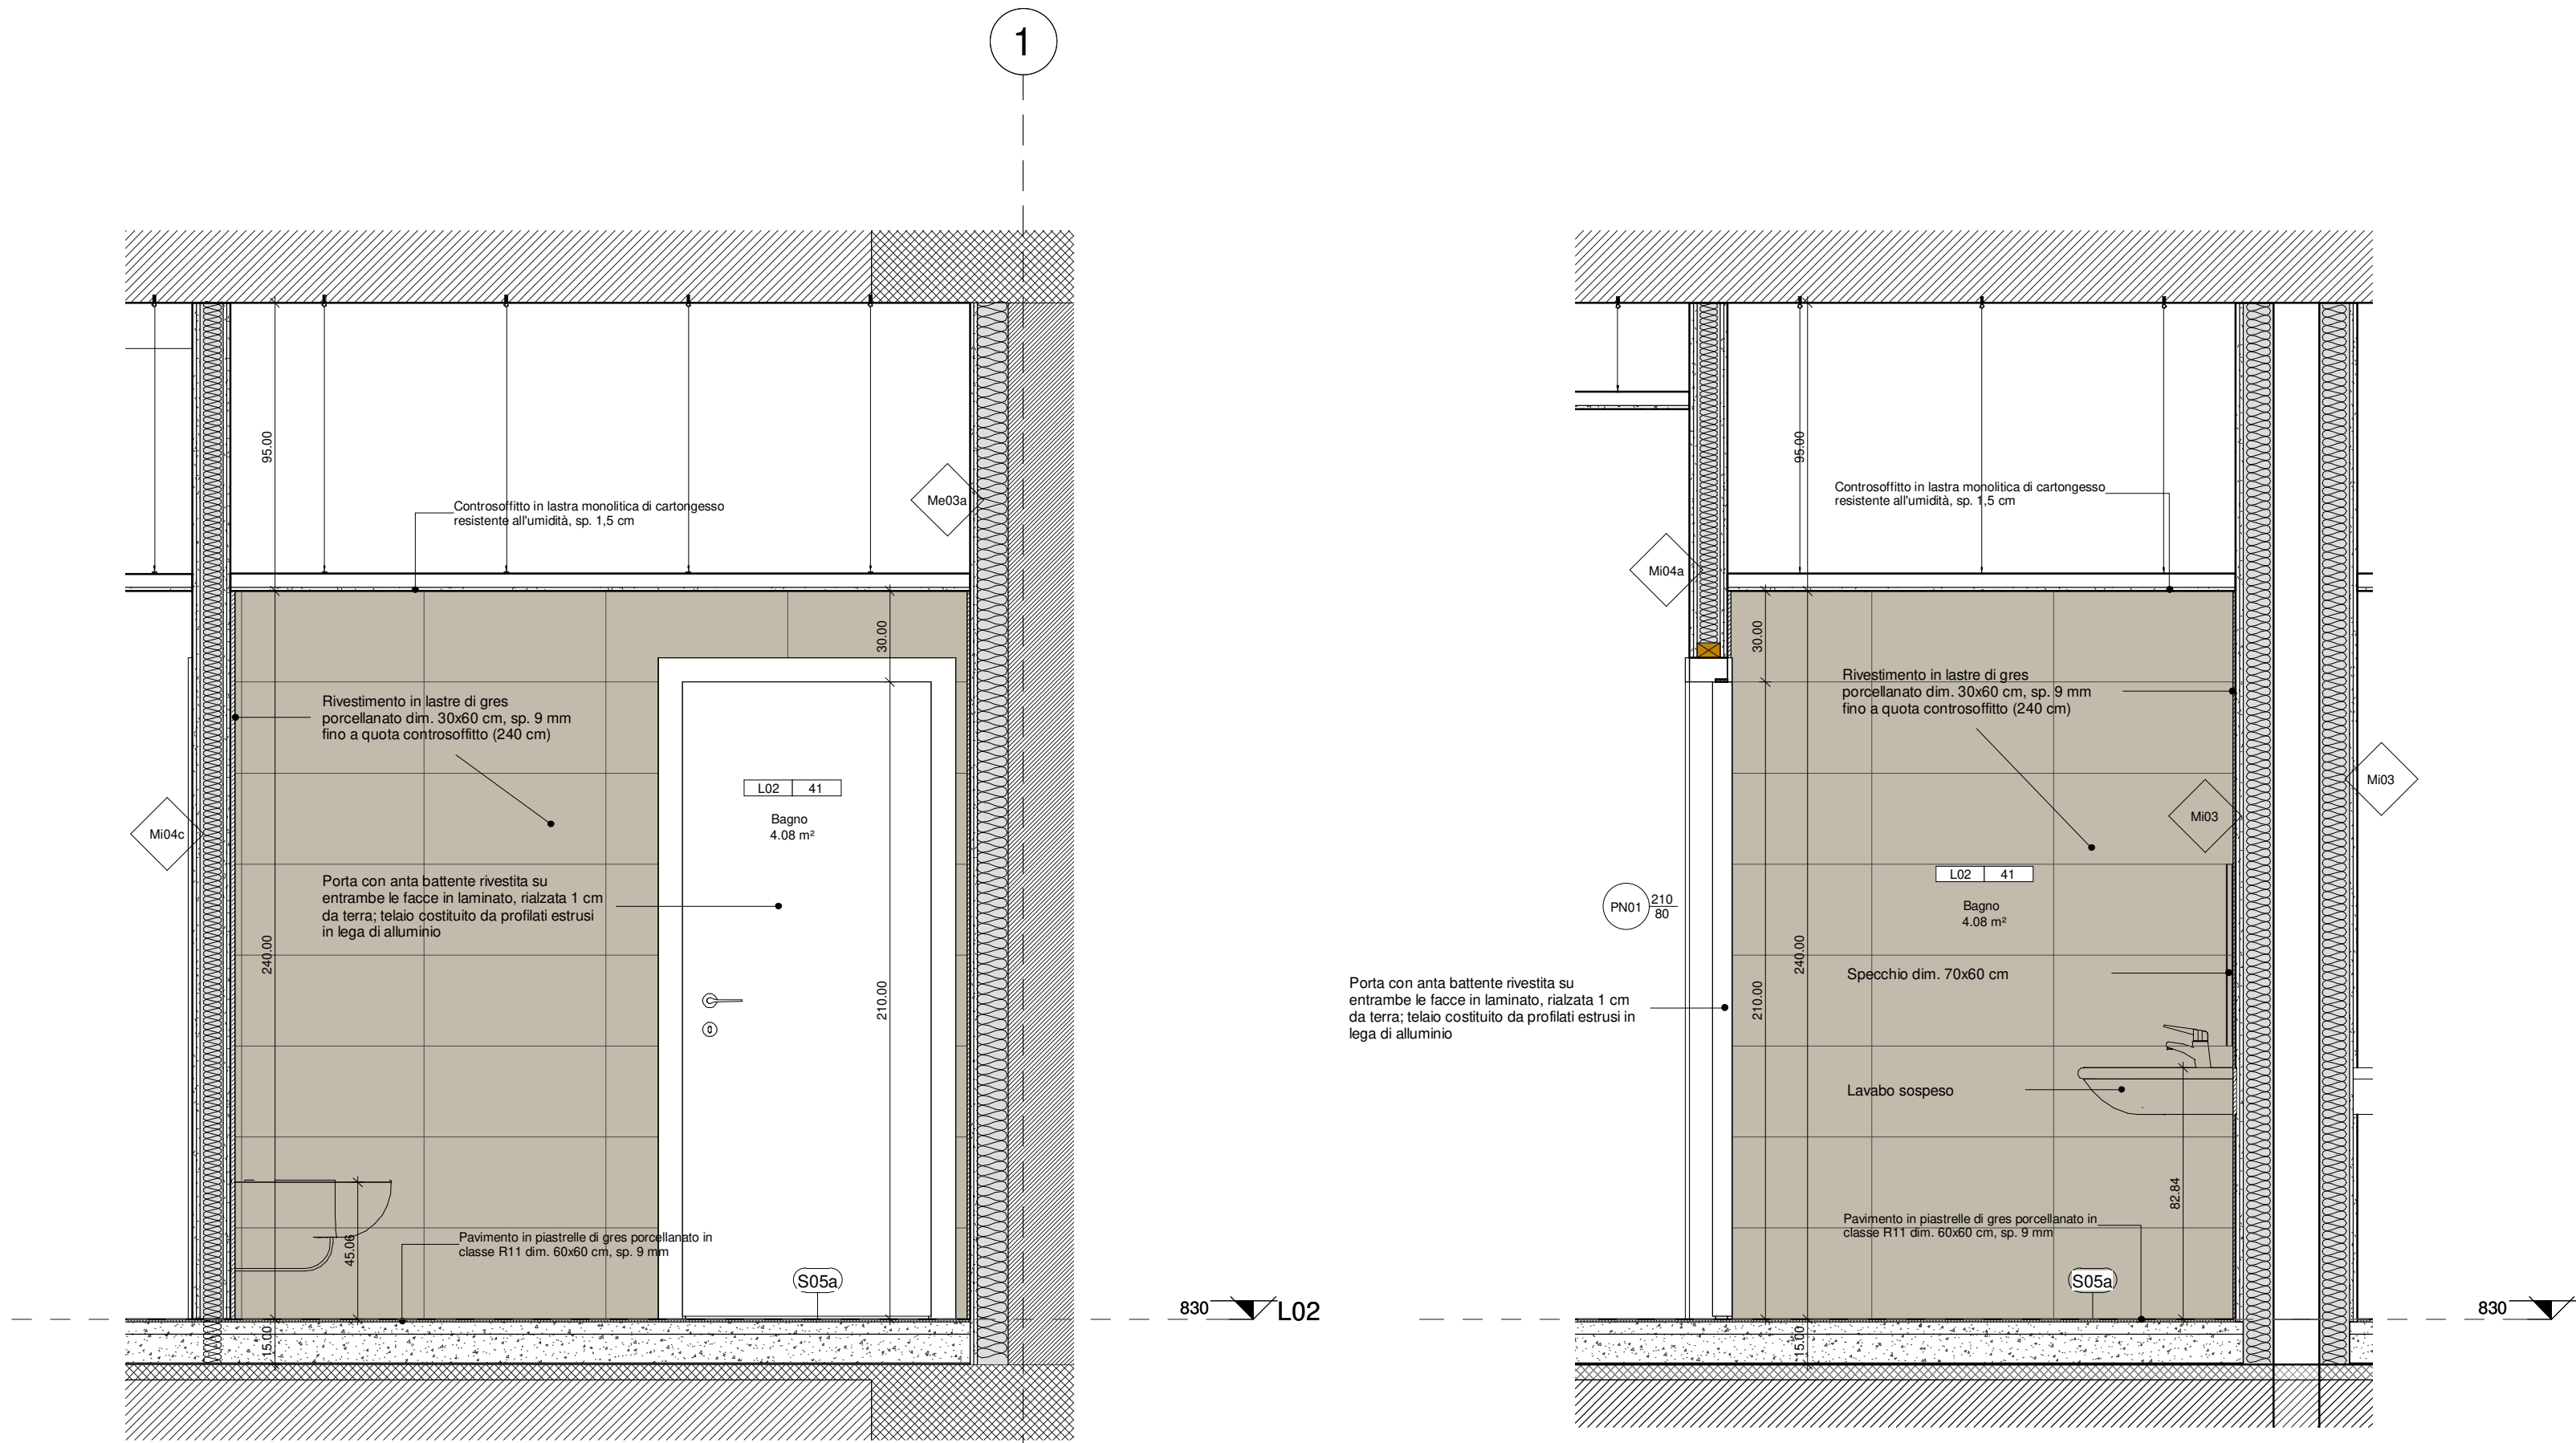 1
95.00
Controsoffitto in lastra monolitica di cartongesso
resistente all'umidità, sp. 1,5 cm
Me03a
30.00
Rivestimento in lastre di gres
porcellanato dim. 30x60 cm, sp. 9 mm
fino a quota controsoffitto (240 cm)
L02 41
Bagno
4.08 m²
Mi04c
Porta con anta battente rivestita su
entrambe le facce in laminato, rialzata 1 cm
da terra; telaio costituito da profilati estrusi
in lega di alluminio
240.00
210.00
45.06
Pavimento in piastrelle di gres porcellanato in
classe R11 dim. 60x60 cm, sp. 9 mm
S05a
15.00
830 L02
95.00
Controsoffitto in lastra monolitica di cartongesso
resistente all'umidità, sp. 1,5 cm
Mi04a
30.00
Rivestimento in lastre di gres
porcellanato dim. 30x60 cm, sp. 9 mm
fino a quota controsoffitto (240 cm)
Mi03
Mi03
L02 41
Bagno
4.08 m²
PN01 210
80
240.00
Specchio dim. 70x60 cm
Porta con anta battente rivestita su
entrambe le facce in laminato, rialzata 1 cm
da terra; telaio costituito da profilati estrusi in
lega di alluminio
210.00
Lavabo sospeso
82.84
Pavimento in piastrelle di gres porcellanato in
classe R11 dim. 60x60 cm, sp. 9 mm
S05a
15.00
830